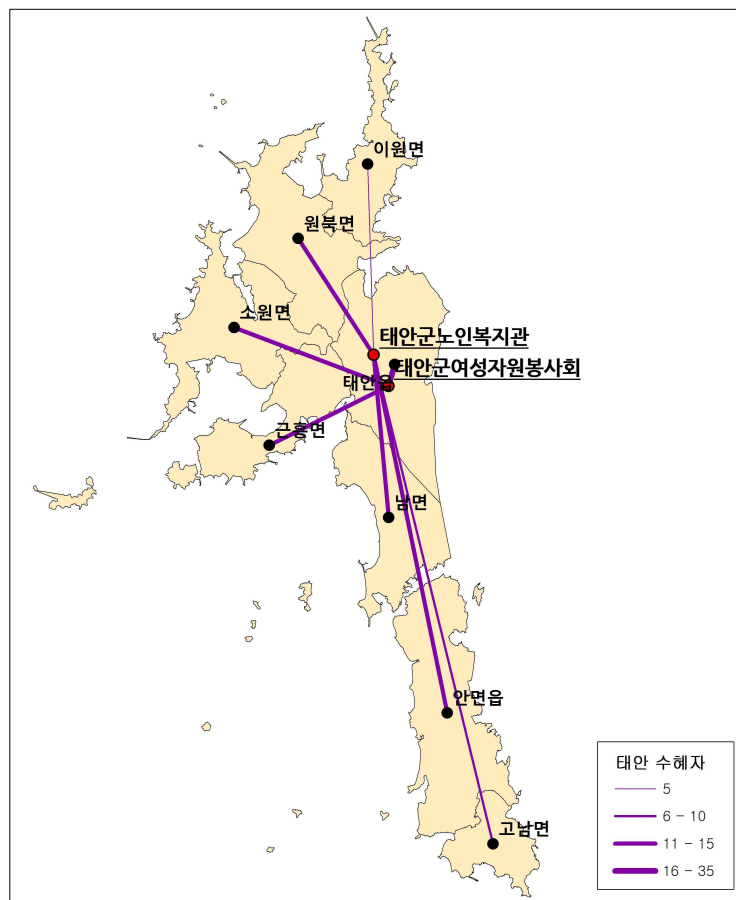 이원면
원북면
소원면
태안군노인복지관
태안군여성자원봉사회
태안읍
근흥면
남면
안면읍
고남면
태안 수혜자
5
6 - 10
11 - 15
16 - 35